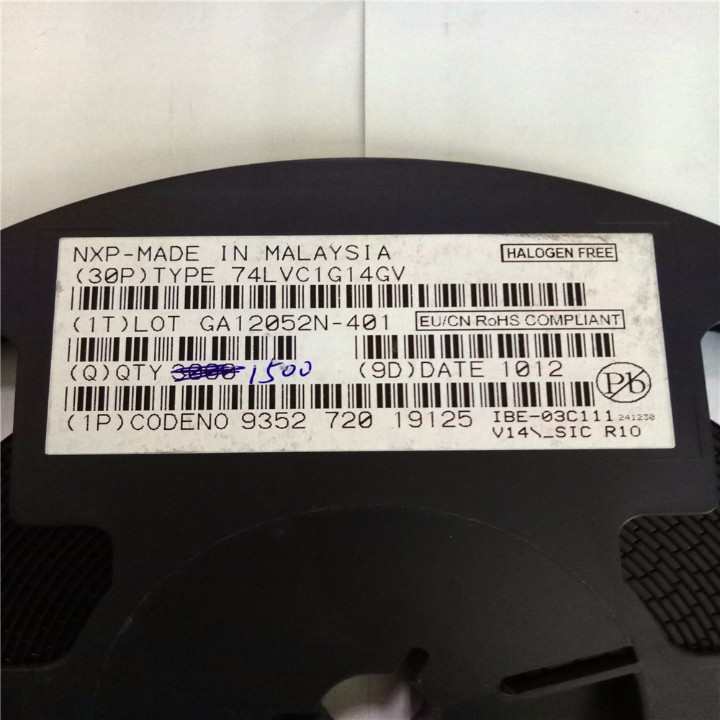 NXP-MADE IN MALAYSIA
HALOGEN FREE
(30P)TYPE 74LVC1G14GV
(1T)LOT GA12052N-401
EU/CN RoHS COMPLIANT
(Q)QTY 3000 1500
(9D)DATE 1012
Pb
(1P)CODENO 9352 720 19125
IBE-03C111 241230
V14\_SIC R10